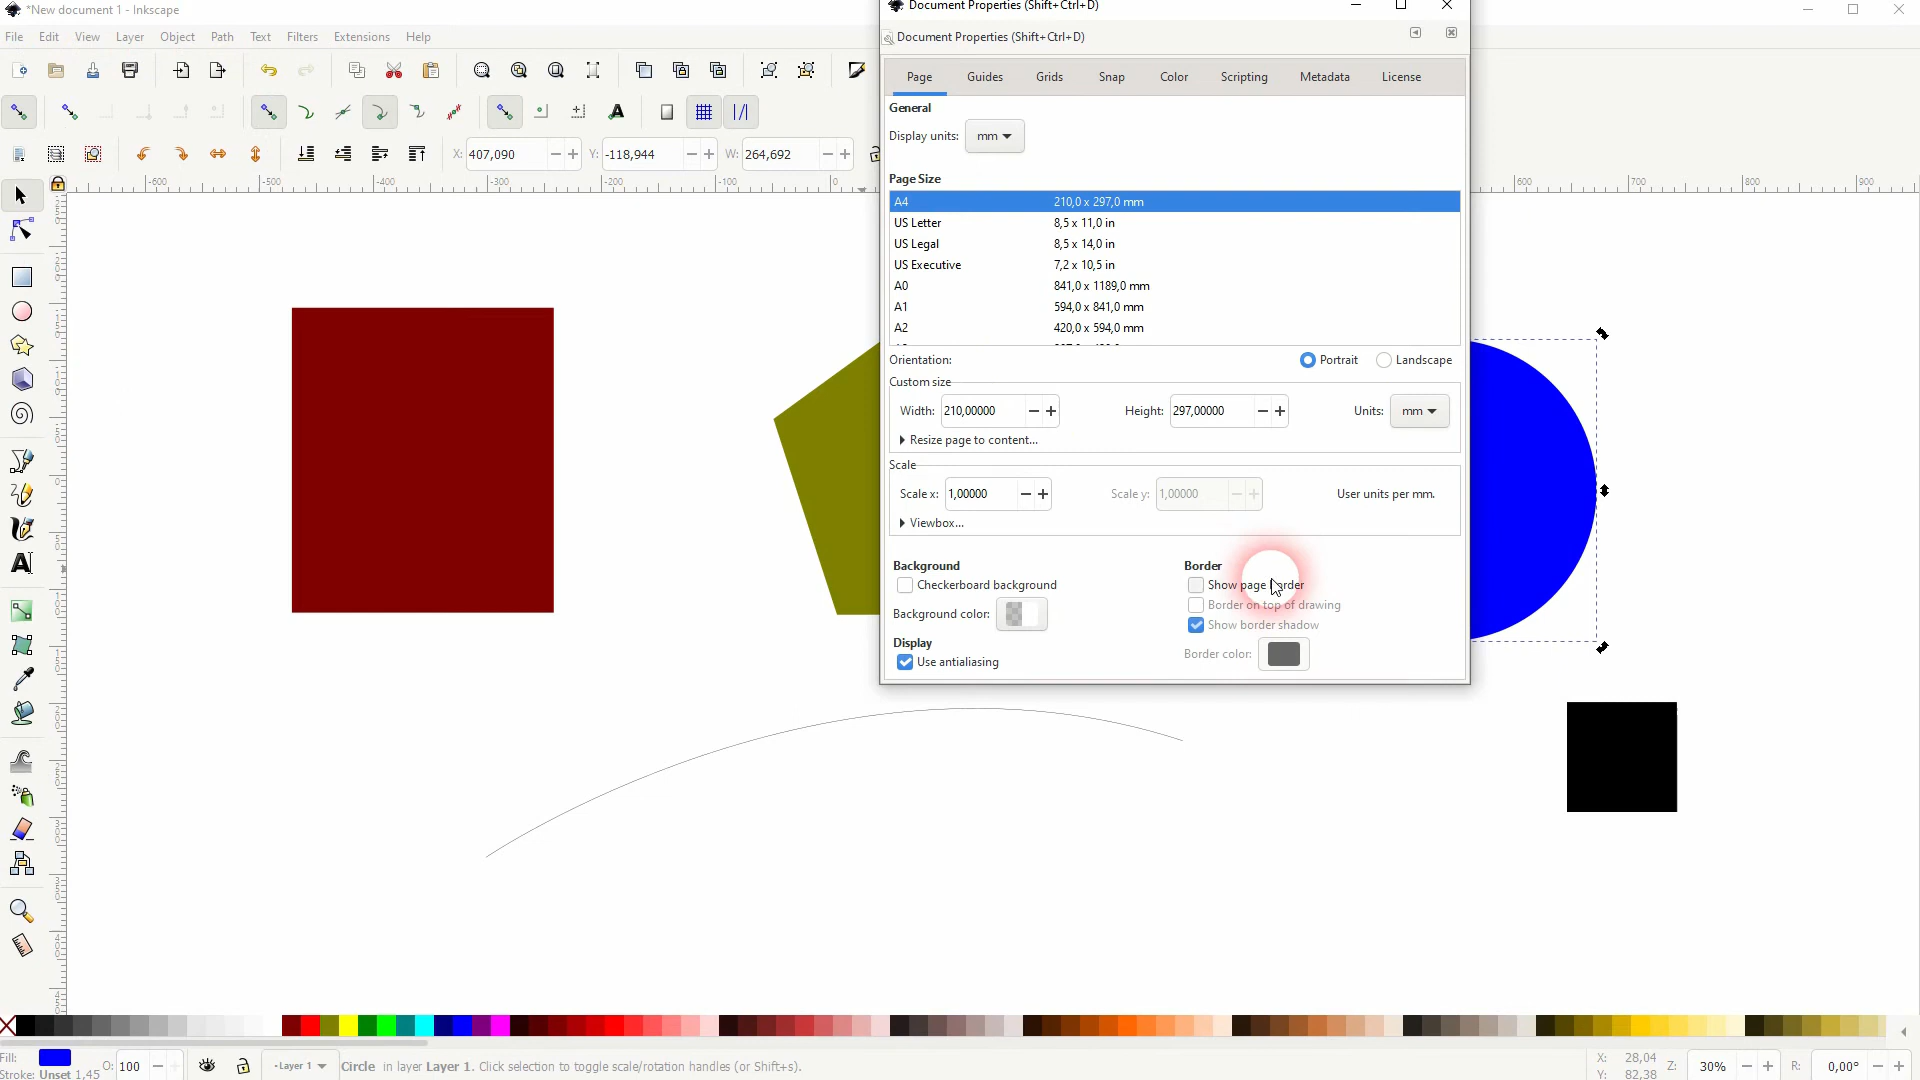 *New document 1 - Inkscape
File Edit View Layer Object Path Text Filters Extensions Help
X: 407,090 Y: -118,944 W: 264,692
-600 -500 -400 -300 -200 -100 0 600 700 800 900
Document Properties (Shift+Ctrl+D)
Document Properties (Shift+Ctrl+D)
Page Guides Grids Snap Color Scripting Metadata License
General
Display units: mm
Page Size
A4 210,0 x 297,0 mm
US Letter 8,5 x 11,0 in
US Legal 8,5 x 14,0 in
US Executive 7,2 x 10,5 in
A0 841,0 x 1189,0 mm
A1 594,0 x 841,0 mm
A2 420,0 x 594,0 mm
Orientation: Portrait Landscape
Custom size
Width: 210,00000 Height: 297,00000 Units: mm
Resize page to content...
Scale
Scale x: 1,00000 Scale y: 1,00000 User units per mm.
Viewbox...
Background
Checkerboard background
Background color:
Display
Use antialiasing
Border
Show page border
Border on top of drawing
Show border shadow
Border color:
Fill:
Stroke: Unset 1,45
O: 100
Layer 1
Circle in layer Layer 1. Click selection to toggle scale/rotation handles (or Shift+s).
X: 28,04
Y: 82,38
Z: 30%
R: 0,00°